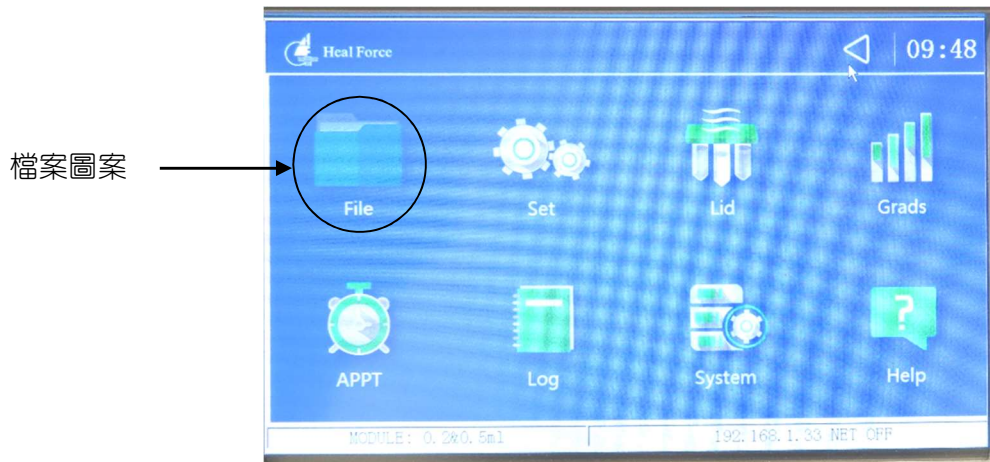 Heal Force
09:48
檔案圖案
File
Set
Lid
Grads
APPT
Log
System
Help
MODULE: 0.2&0.5ml
192.168.1.33 NET OFF